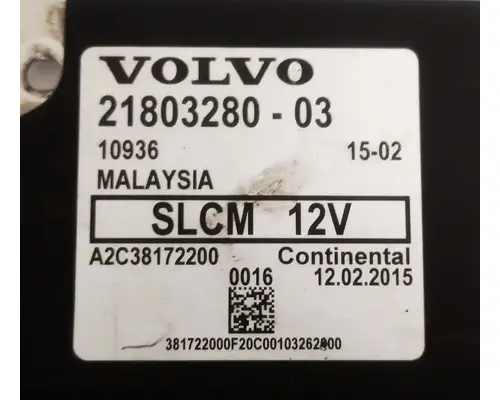 VOLVO
21803280 - 03
10936 15-02
MALAYSIA
SLCM 12V
A2C38172200 Continental
0016 12.02.2015
381722000F20C00103262000